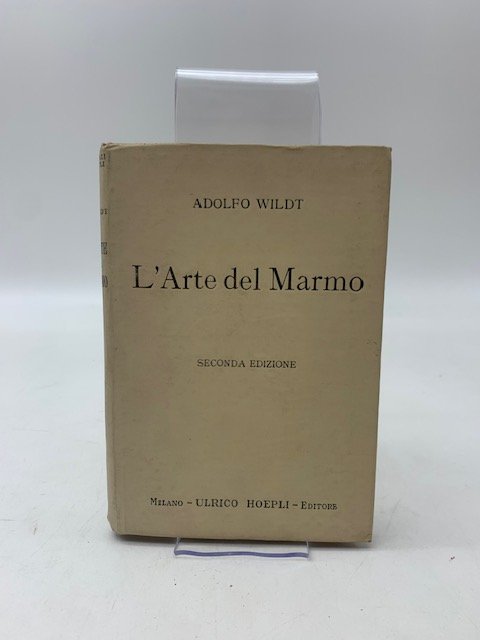 ADOLFO WILDT
L'Arte del Marmo
SECONDA EDIZIONE
MILANO - ULRICO HOEPLI - EDITORE